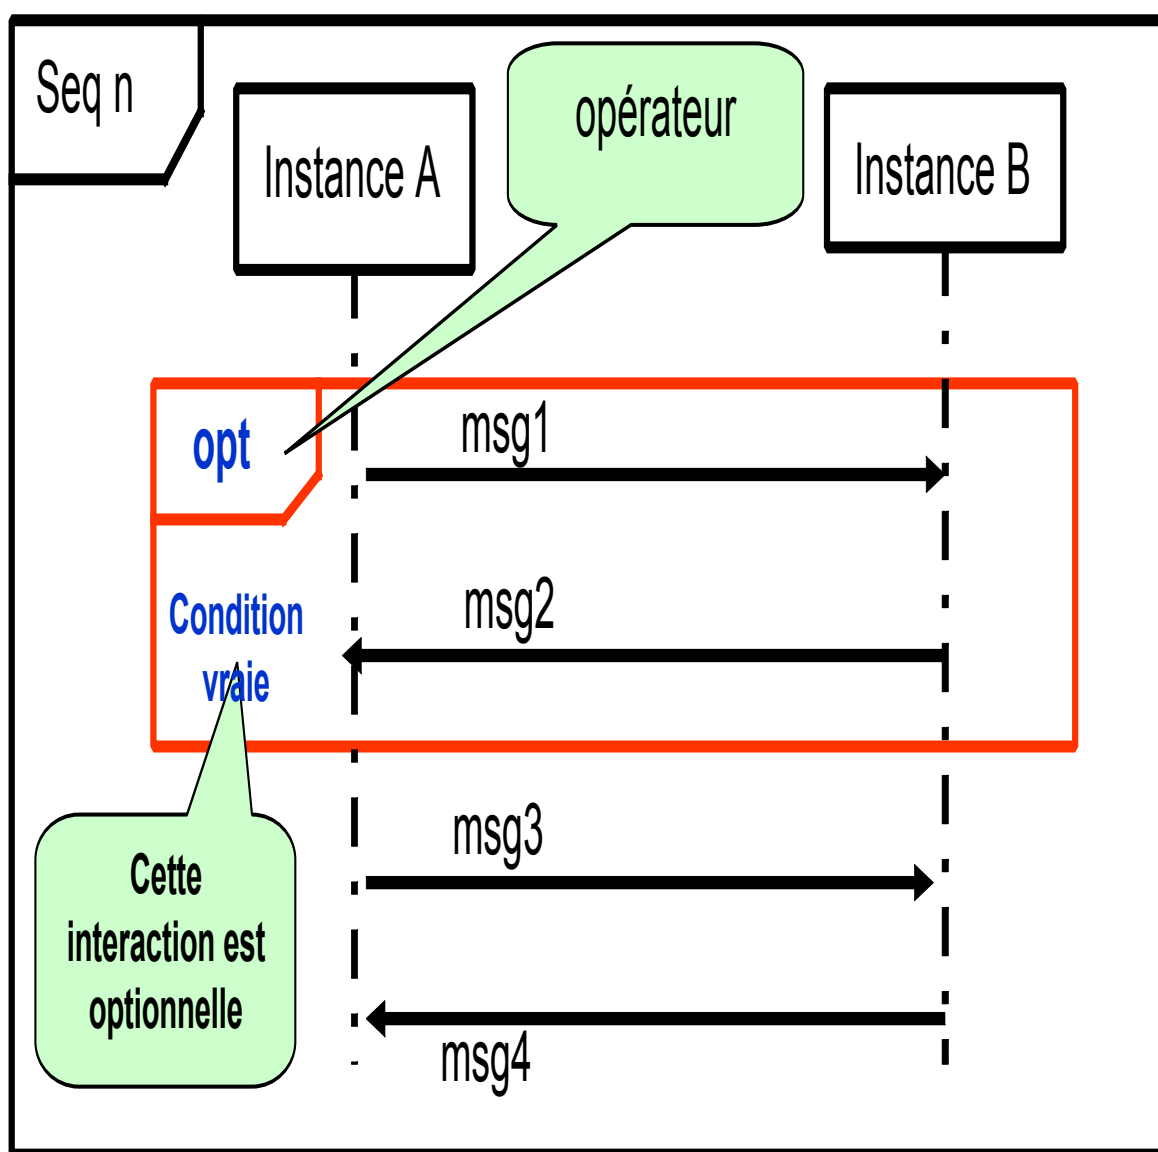 Seq n
opérateur
Instance A
Instance B
opt
msg1
Condition
vraie
msg2
msg3
Cette
interaction est
optionnelle
msg4